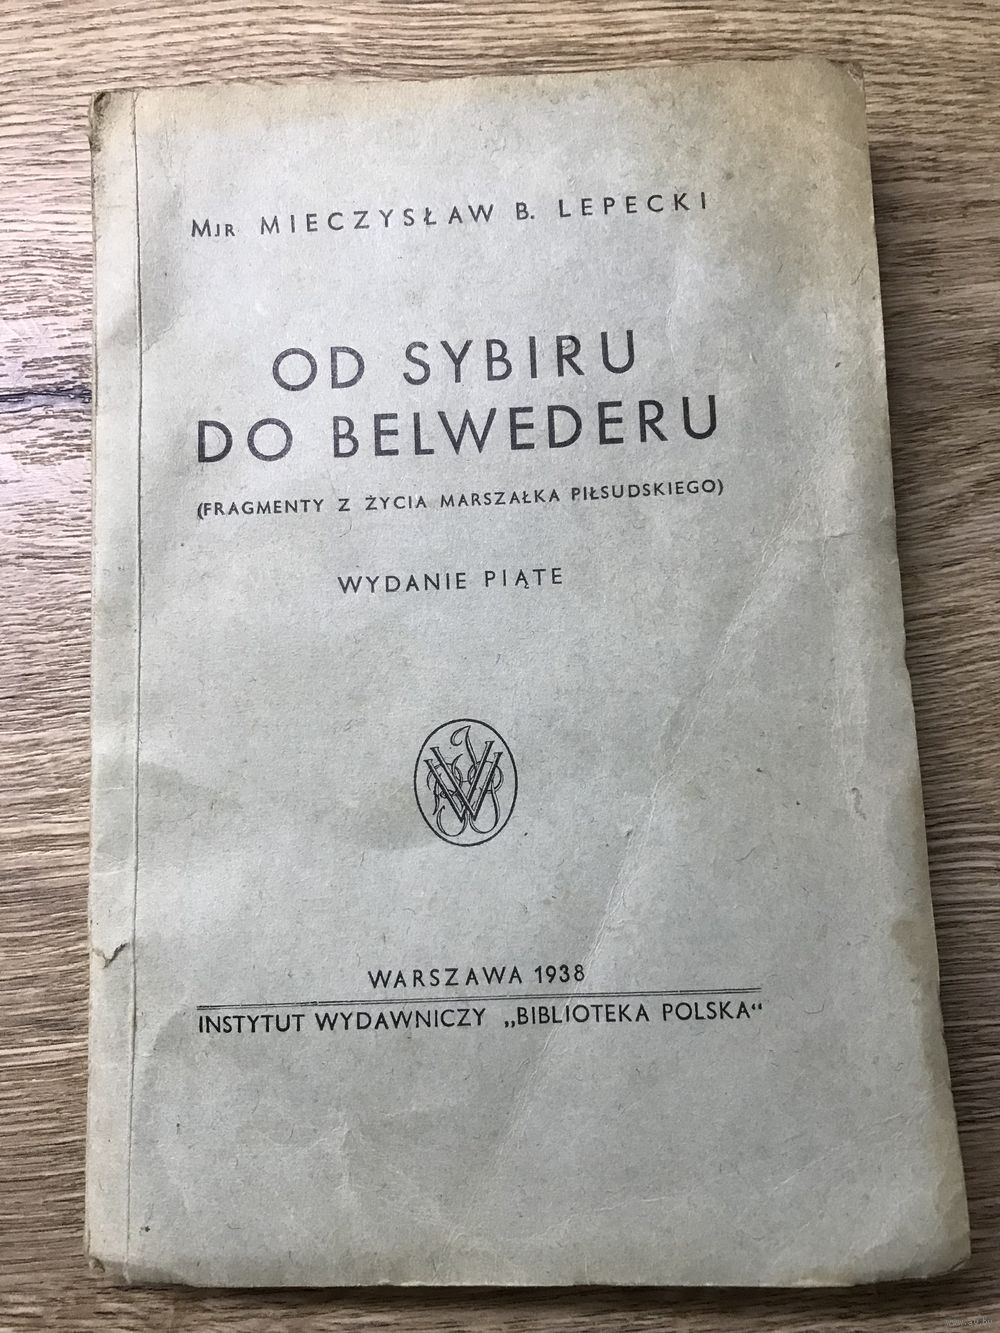 MJR MIECZYSŁAW B. LEPECKI
OD SYBIRU
DO BELWEDERU
(FRAGMENTY Z ŻYCIA MARSZAŁKA PIŁSUDSKIEGO)
WYDANIE PIĄTE
WARSZAWA 1938
INSTYTUT WYDAWNICZY „BIBLIOTEKA POLSKA“